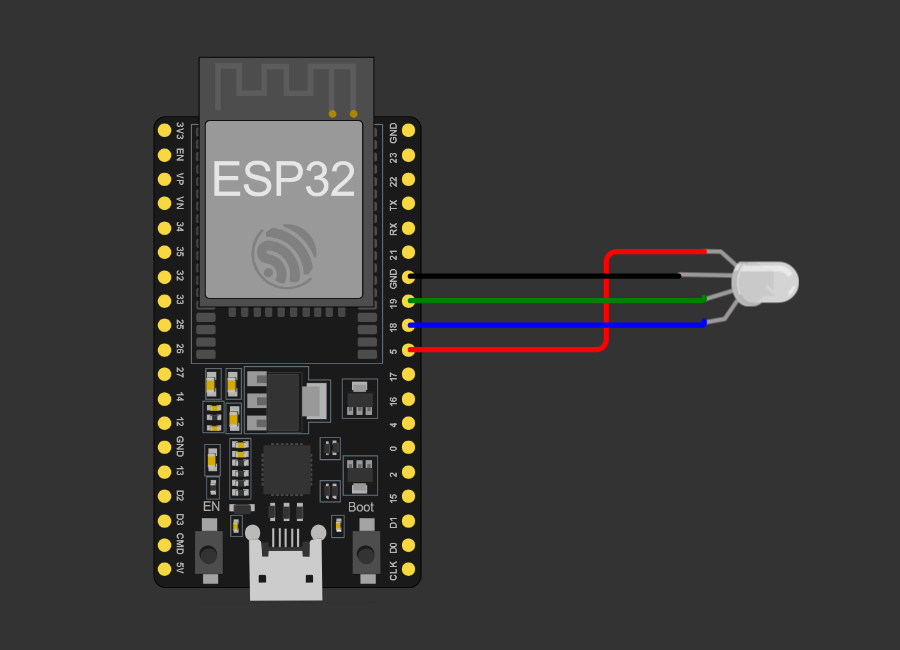 ESP32
3V3
EN
VP
VN
34
35
32
33
25
26
27
14
12
GND
13
D2
D3
CMD
5V
GND
23
22
TX
RX
21
GND
19
18
5
17
16
4
0
2
15
D1
D0
CLK
EN
Boot